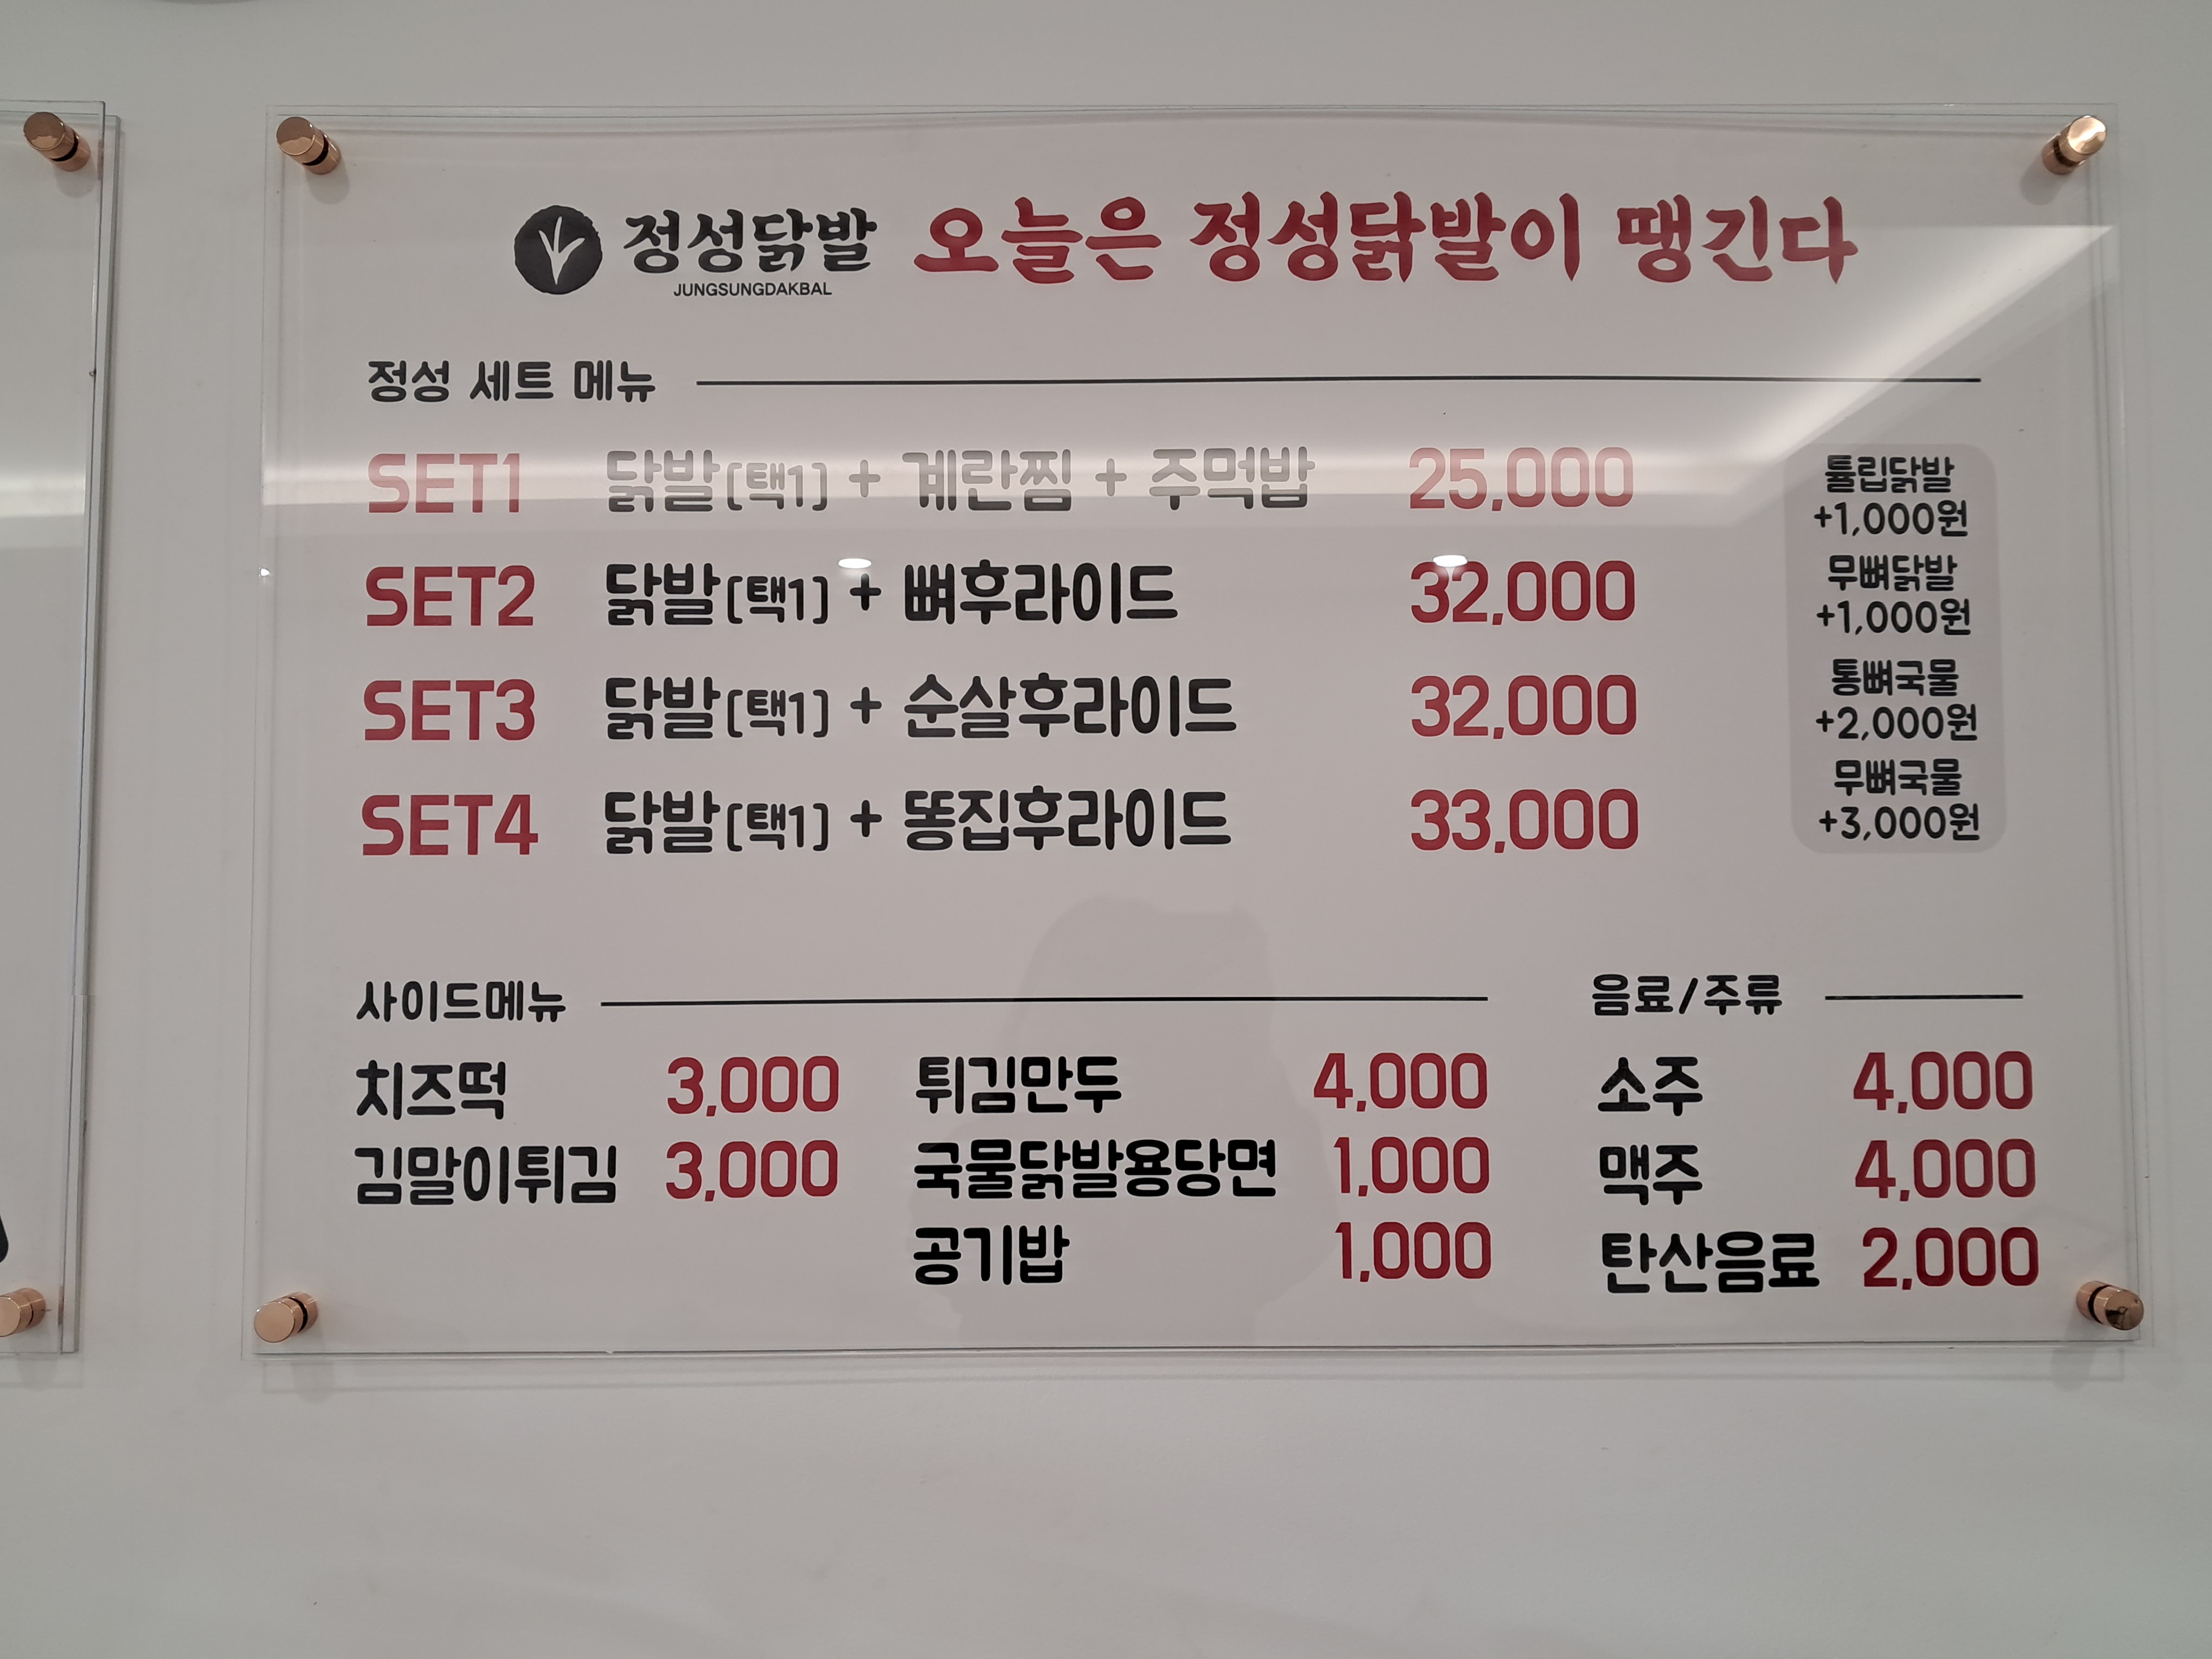 정성닭발 오늘은 정성닭발이 땡긴다
JUNGSUNGDAKBAL
정성 세트 메뉴
SET1 닭발(택1) + 계란찜 + 주먹밥 25,000
SET2 닭발(택1) + 뼈후라이드 32,000
SET3 닭발(택1) + 순살후라이드 32,000
SET4 닭발(택1) + 똥집후라이드 33,000
튤립닭발
+1,000원
무뼈닭발
+1,000원
통뼈국물
+2,000원
무뼈국물
+3,000원
사이드메뉴
치즈떡 3,000
김말이튀김 3,000
튀김만두 4,000
국물닭발용당면 1,000
공기밥 1,000
음료/주류
소주 4,000
맥주 4,000
탄산음료 2,000